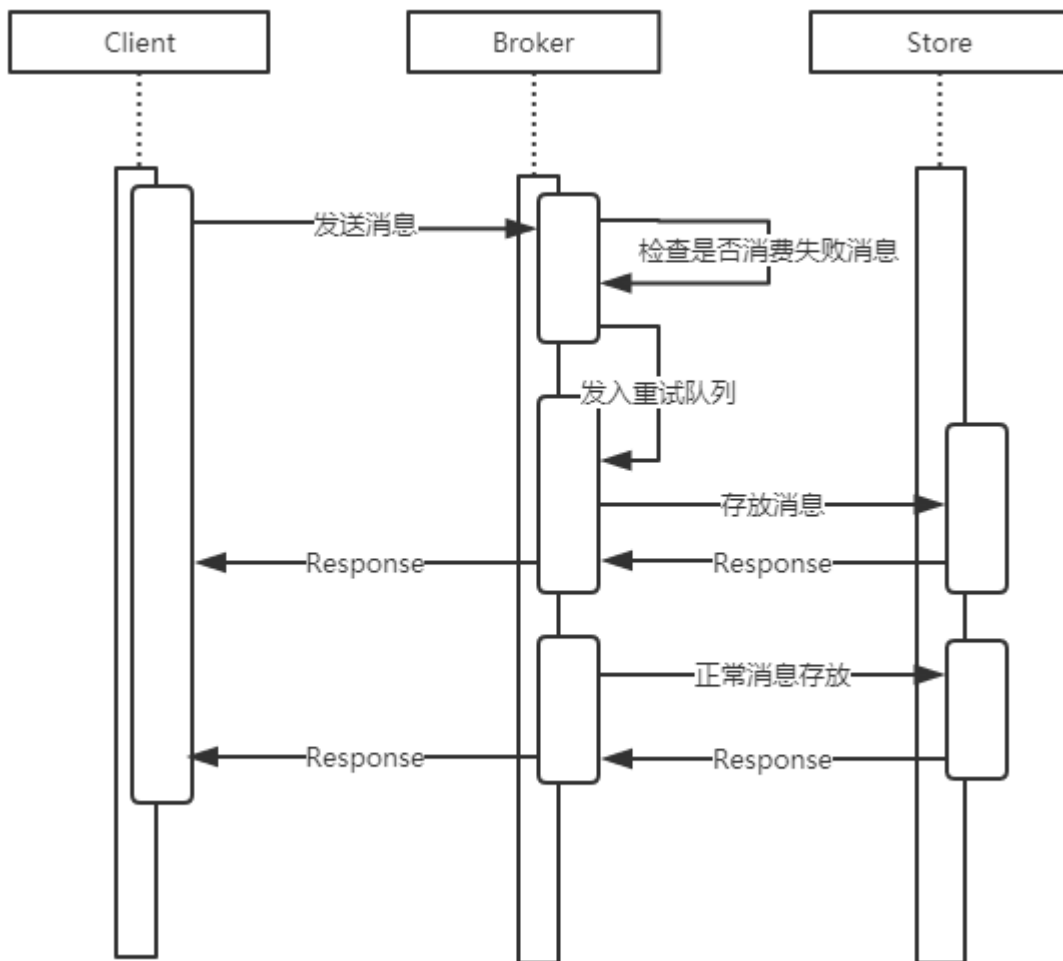 Client
Broker
Store
发送消息
检查是否消费失败消息
发入重试队列
存放消息
Response
Response
正常消息存放
Response
Response